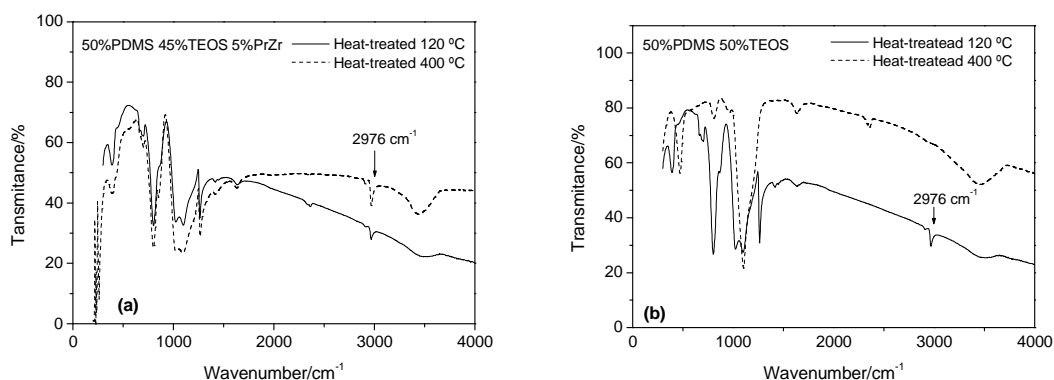 50%PDMS 45%TEOS 5%PrZr
Heat-treated 120 ºC
Heat-treated 400 ºC
2976 cm-1
(a)
Tansmitance/%
100
80
60
40
20
0
0 1000 2000 3000 4000
Wavenumber/cm-1
50%PDMS 50%TEOS
Heat-treatead 120 ºC
Heat-treatead 400 ºC
2976 cm-1
(b)
Transmitance/%
100
80
60
40
20
0
0 1000 2000 3000 4000
Wavenumber/cm-1